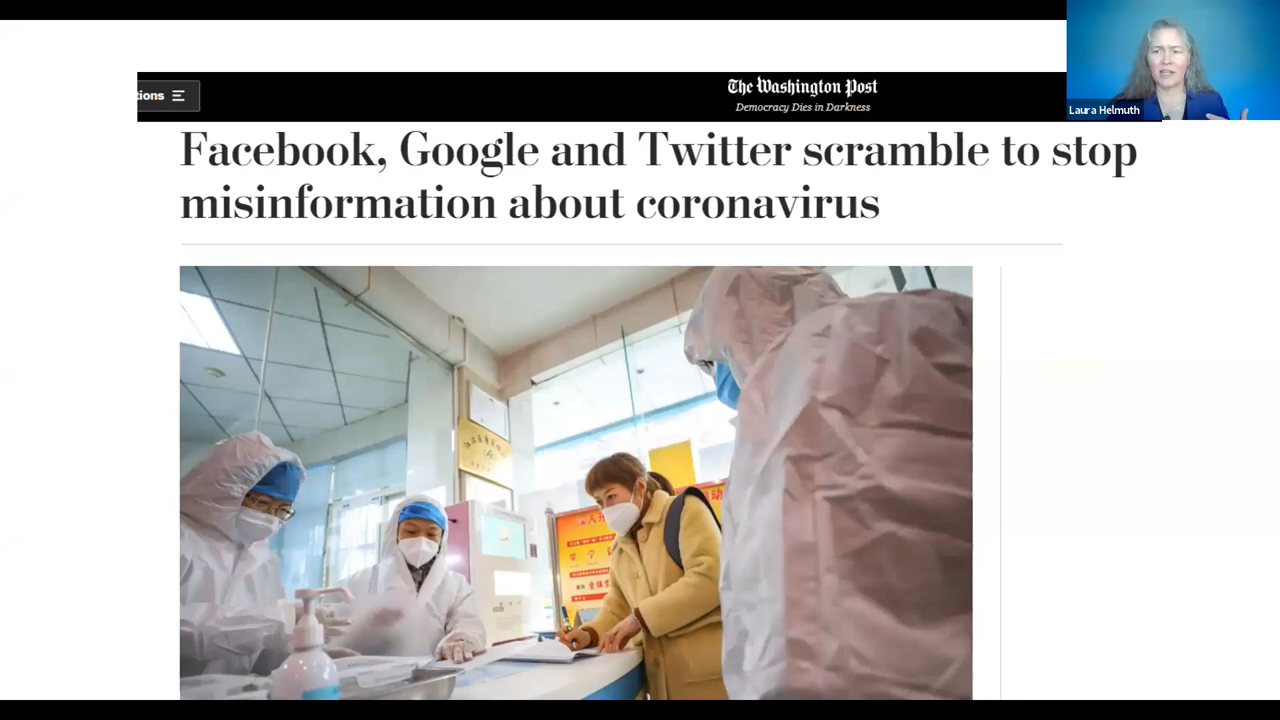 tions
The Washington Post
Democracy Dies in Darkness
Laura Helmuth
Facebook, Google and Twitter scramble to stop
misinformation about coronavirus